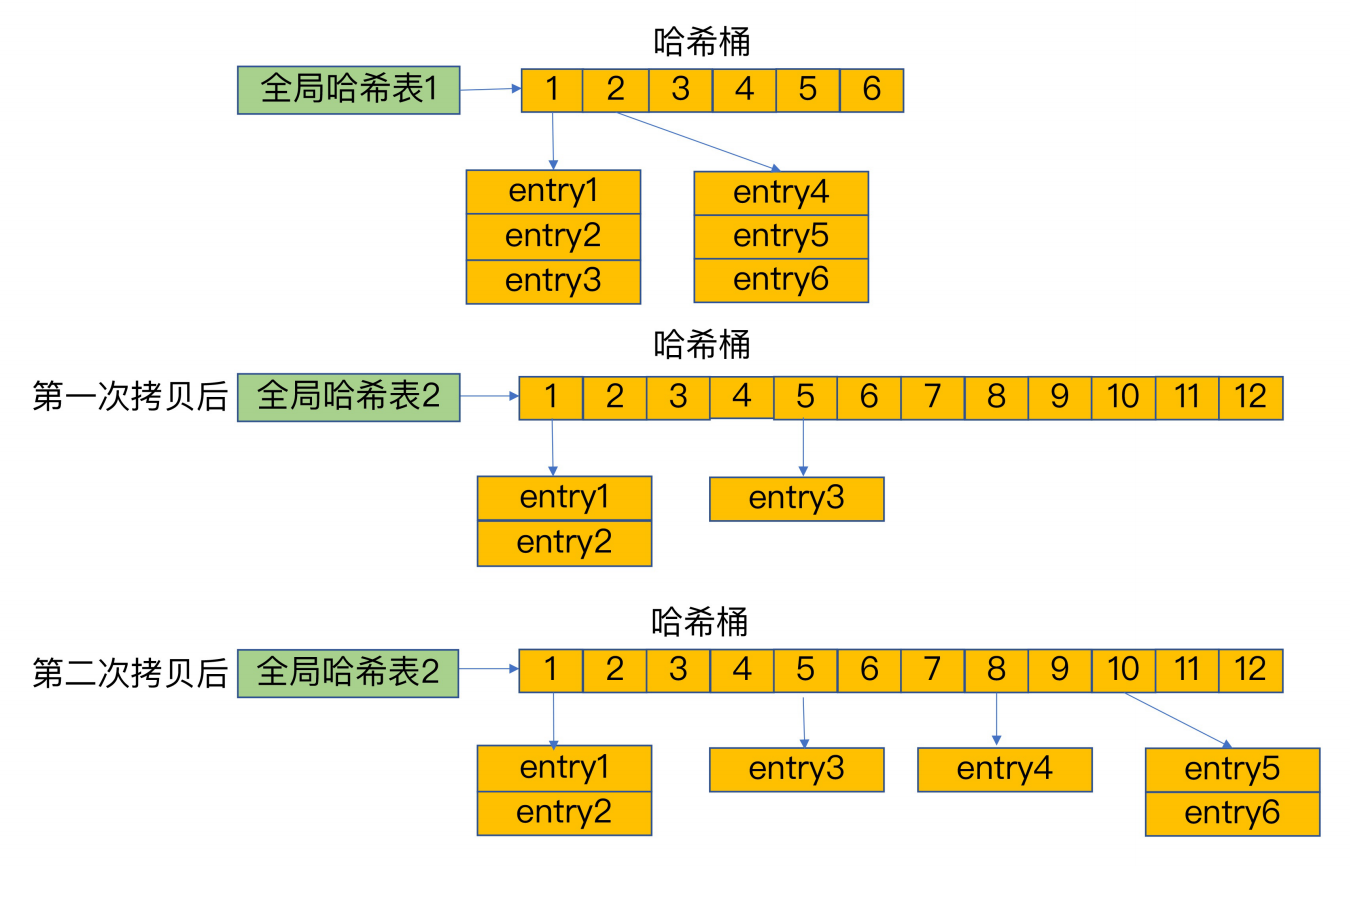 哈希桶
全局哈希表1 1 2 3 4 5 6
entry1 entry4
entry2 entry5
entry3 entry6
哈希桶
第一次拷贝后 全局哈希表2 1 2 3 4 5 6 7 8 9 10 11 12
entry1 entry3
entry2
哈希桶
第二次拷贝后 全局哈希表2 1 2 3 4 5 6 7 8 9 10 11 12
entry1 entry3 entry4 entry5
entry2 entry6